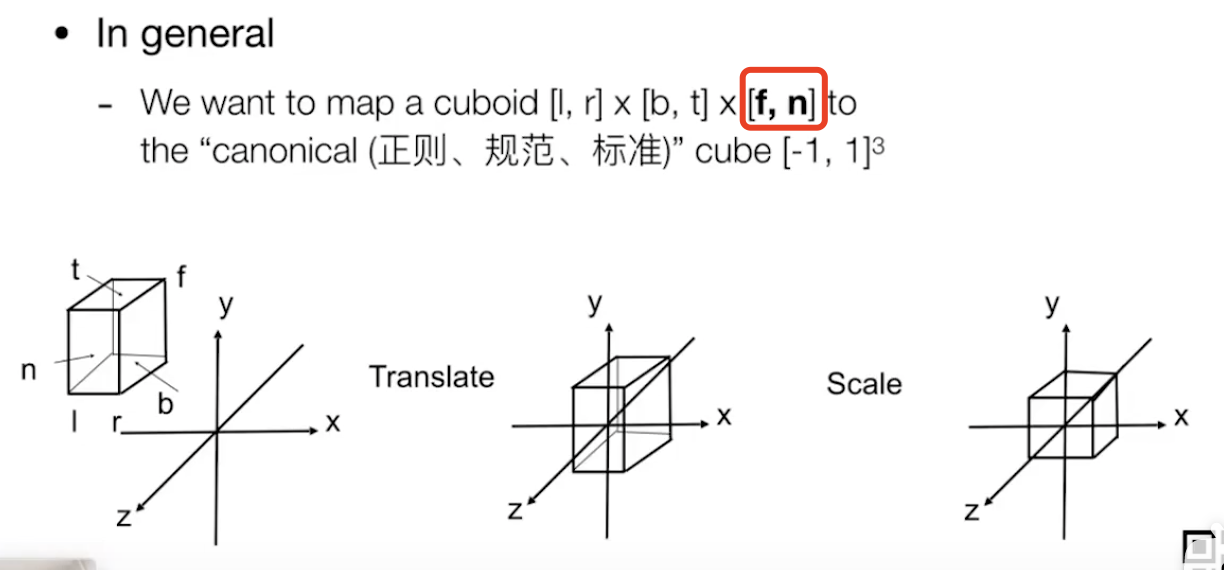 • In general
- We want to map a cuboid [l, r] x [b, t] x [f, n] to
the “canonical (正则、规范、标准)” cube [-1, 1]³
t
f
y
n
l
r
b
x
z
Translate
y
x
z
Scale
y
x
z